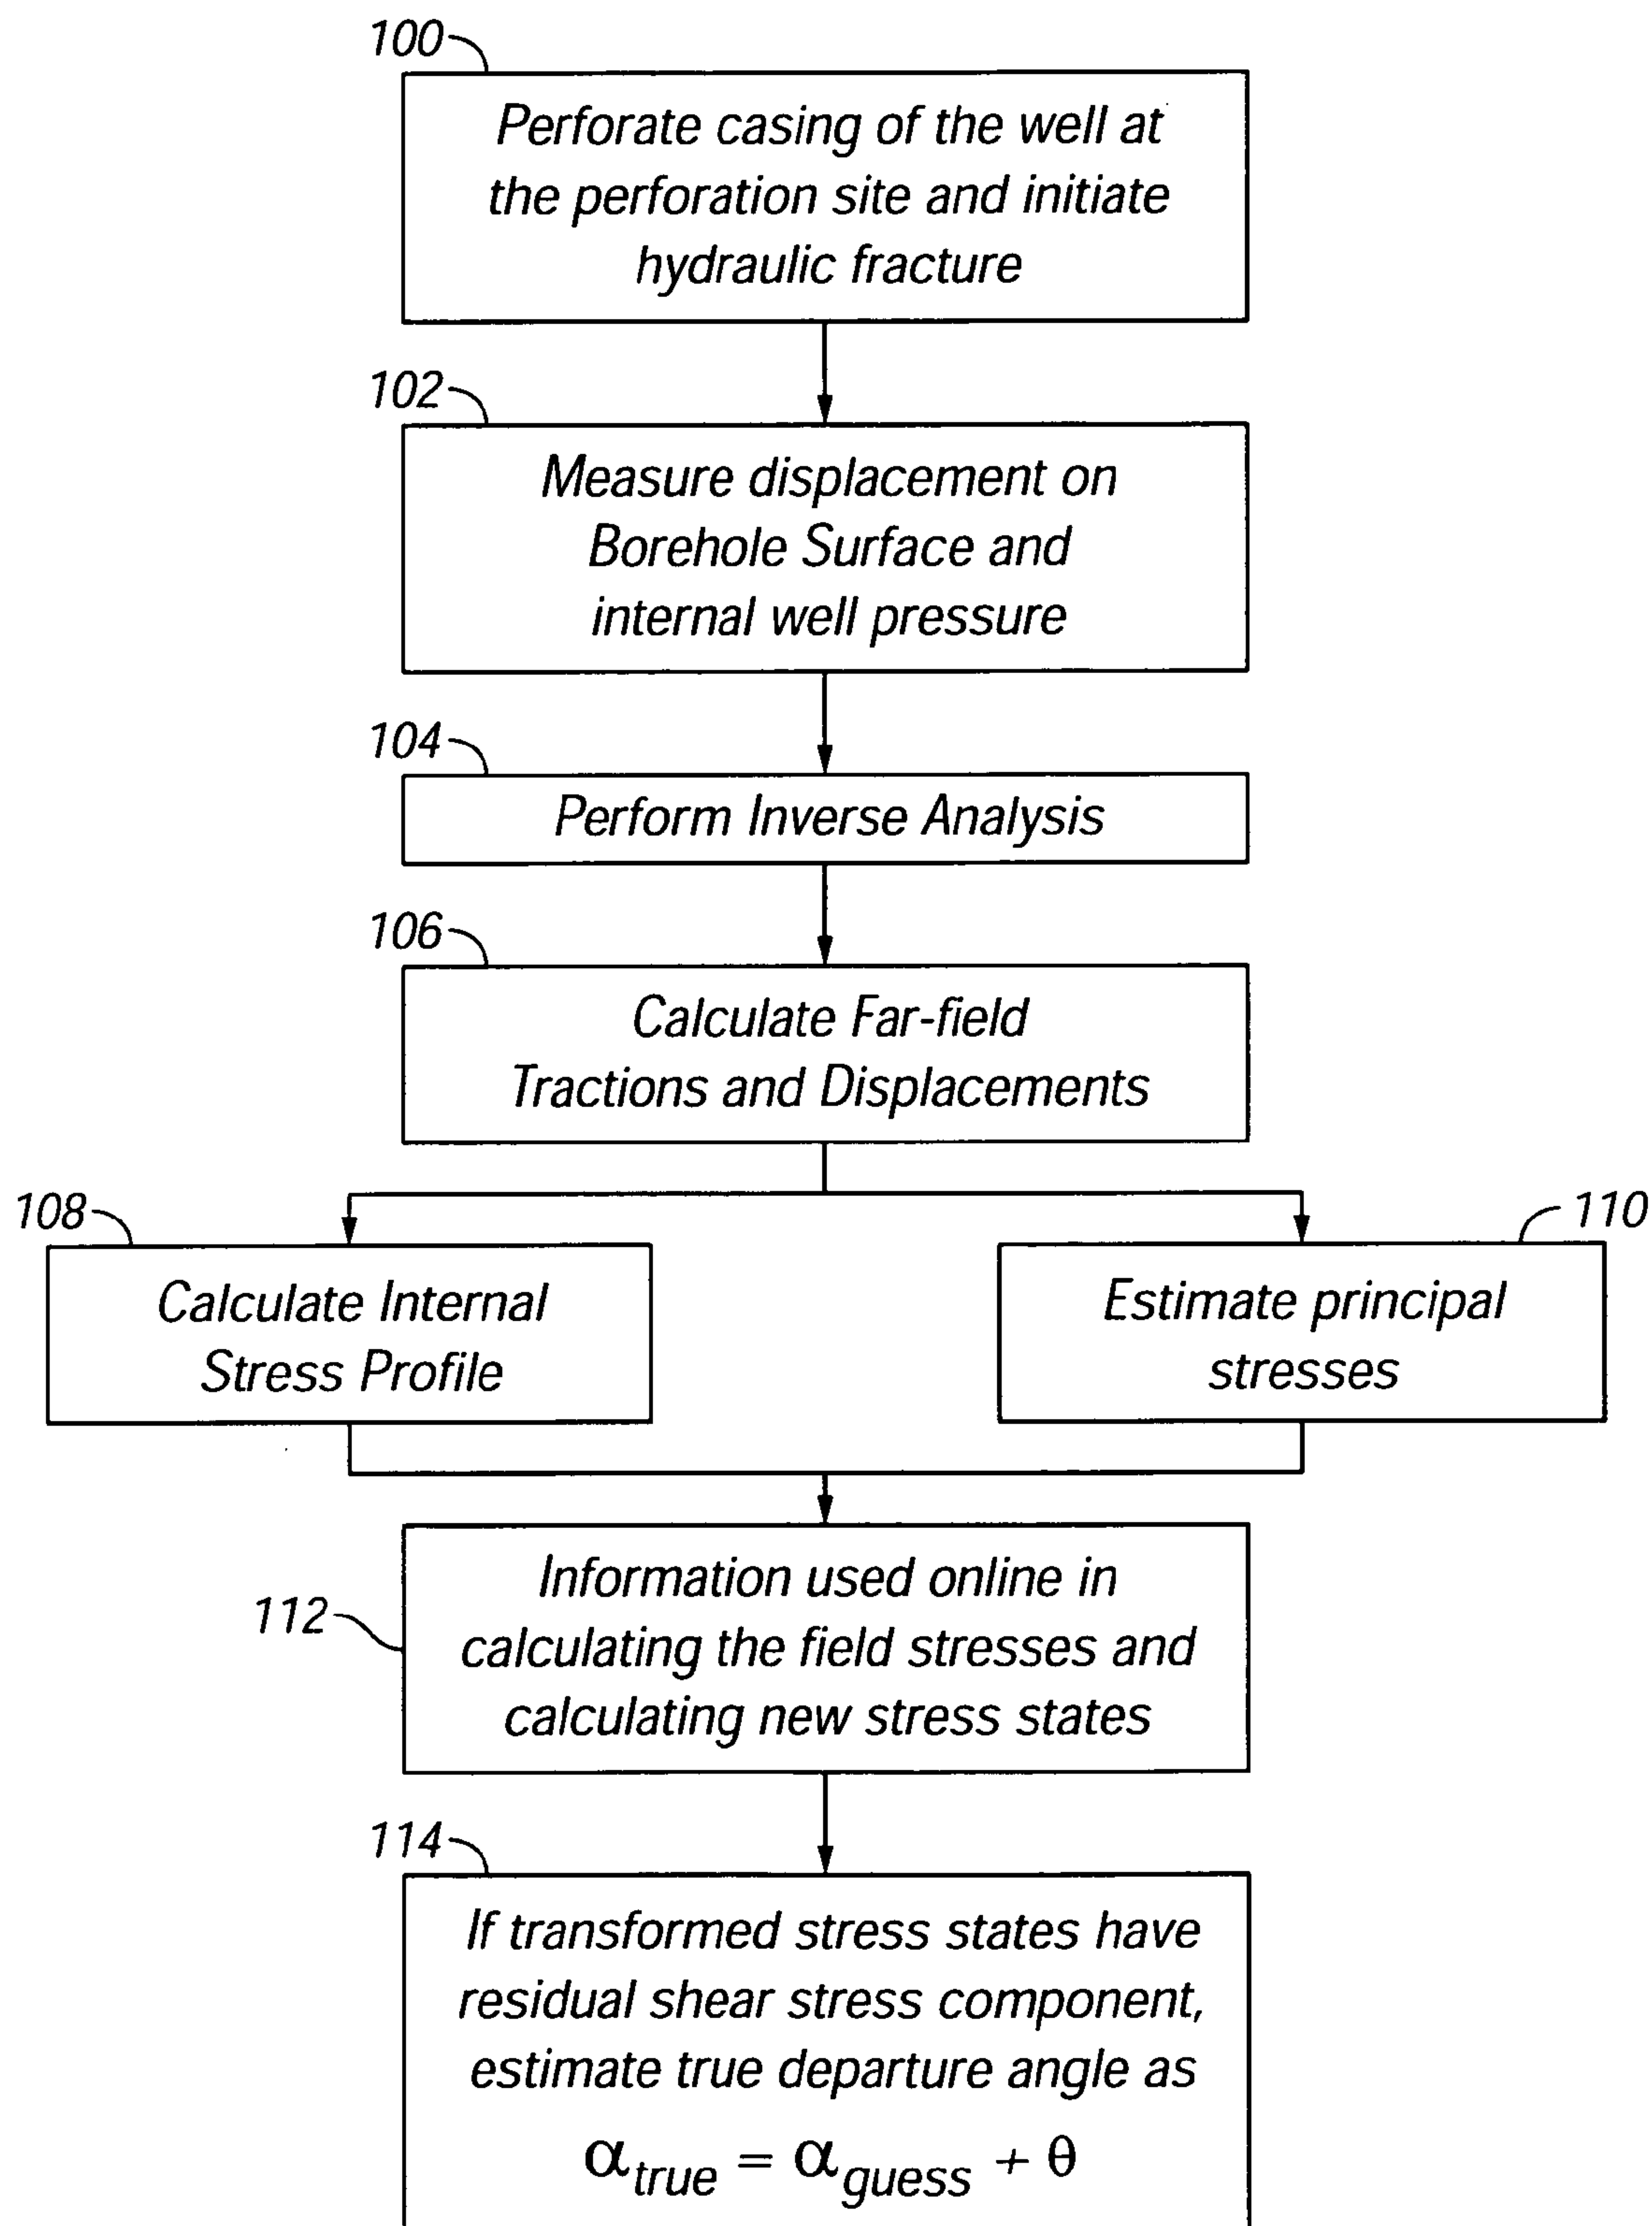 100
Perforate casing of the well at
the perforation site and initiate
hydraulic fracture
102
Measure displacement on
Borehole Surface and
internal well pressure
104
Perform Inverse Analysis
106
Calculate Far-field
Tractions and Displacements
108
Calculate Internal
Stress Profile
110
Estimate principal
stresses
112
Information used online in
calculating the field stresses and
calculating new stress states
114
If transformed stress states have
residual shear stress component,
estimate true departure angle as
α_true = α_guess + θ